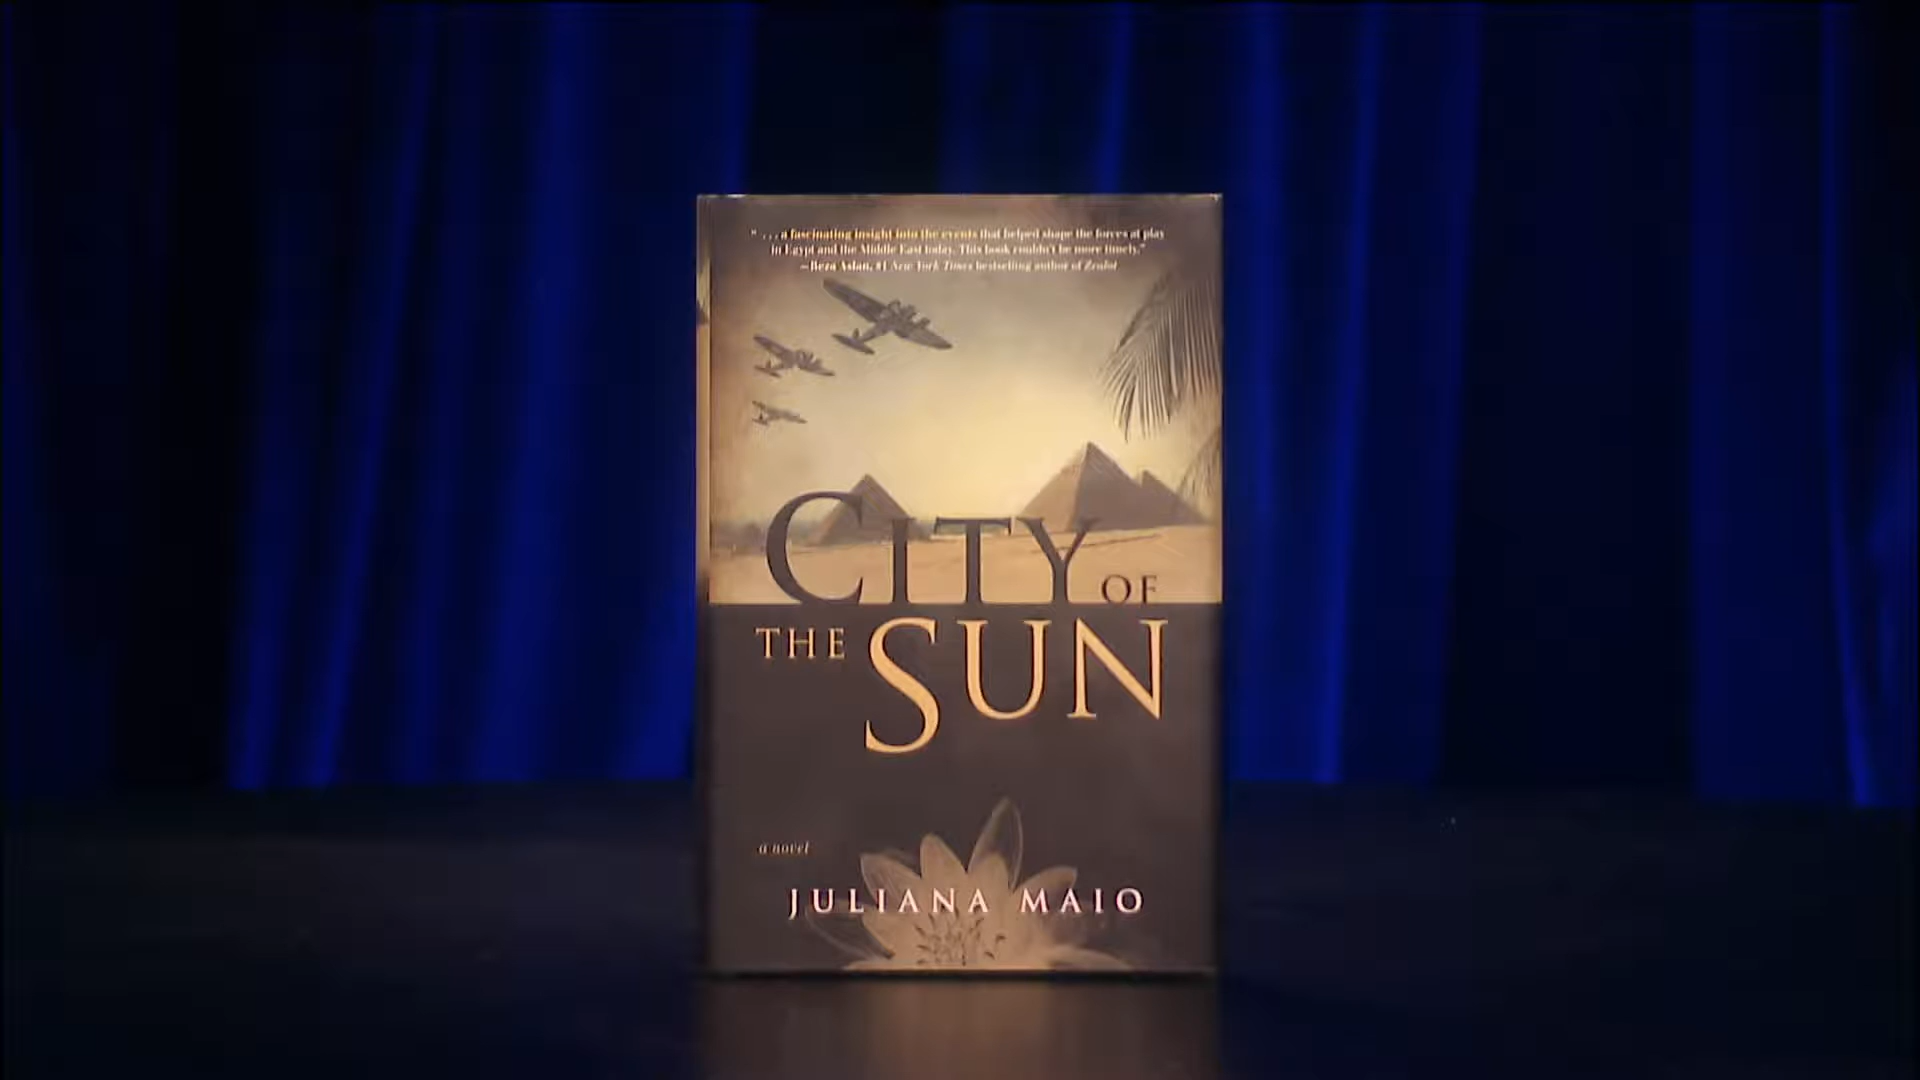 “ . . . a fascinating insight into the events that helped shape the forces at play
in Egypt and the Middle East today. This book couldn't be more timely.”
—Reza Aslan, #1 New York Times bestselling author of Zealot
CITY OF
THE SUN
a novel
JULIANA MAIO